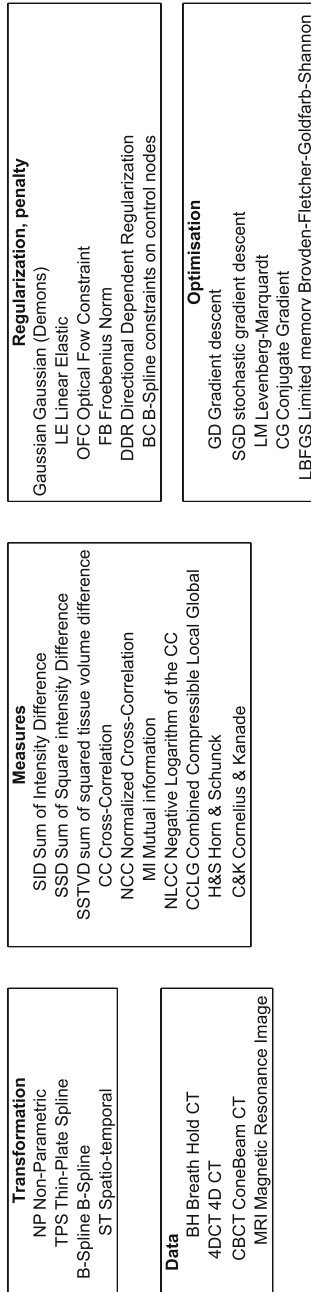 Transformation
NP Non-Parametric
TPS Thin-Plate Spline
B-Spline B-Spline
ST Spatio-temporal
Data
BH Breath Hold CT
4DCT 4D CT
CBCT ConeBeam CT
MRI Magnetic Resonance Image
Measures
SID Sum of Intensity Difference
SSD Sum of Square intensity Difference
SSTVD sum of squared tissue volume difference
CC Cross-Correlation
NCC Normalized Cross-Correlation
MI Mutual information
NLCC Negative Logarithm of the CC
CCLG Combined Compressible Local Global
H&S Horn & Schunck
C&K Cornelius & Kanade
Regularization, penalty
Gaussian Gaussian (Demons)
LE Linear Elastic
OFC Optical Fow Constraint
FB Froebenius Norm
DDR Directional Dependent Regularization
BC B-Spline constraints on control nodes
Optimisation
GD Gradient descent
SGD stochastic gradient descent
LM Levenberg-Marquardt
CG Conjugate Gradient
LBFGS Limited memory Broyden-Fletcher-Goldfarb-Shannon